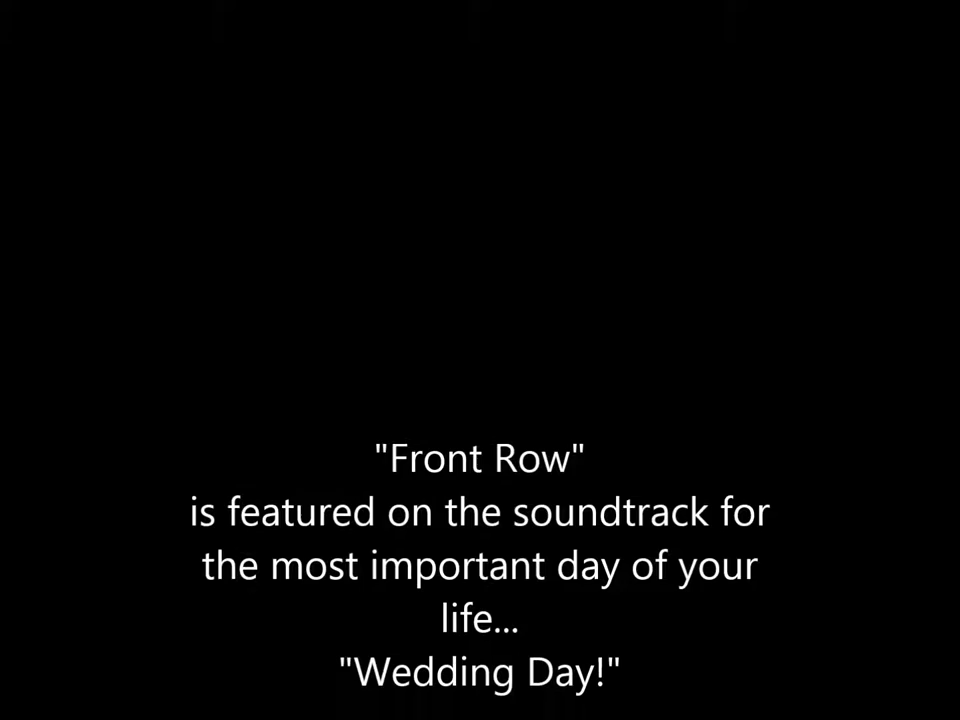 "Front Row"
is featured on the soundtrack for
the most important day of your
life...
"Wedding Day!"